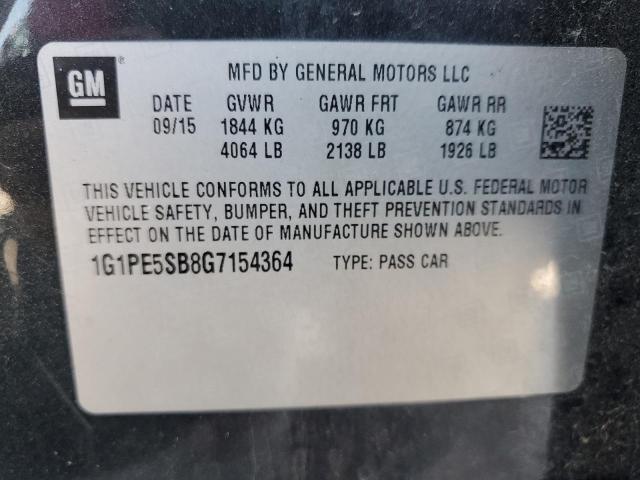 GM
MFD BY GENERAL MOTORS LLC
DATE GVWR GAWR FRT GAWR RR
09/15 1844 KG 970 KG 874 KG
4064 LB 2138 LB 1926 LB
THIS VEHICLE CONFORMS TO ALL APPLICABLE U.S. FEDERAL MOTOR
VEHICLE SAFETY, BUMPER, AND THEFT PREVENTION STANDARDS IN
EFFECT ON THE DATE OF MANUFACTURE SHOWN ABOVE.
1G1PE5SB8G7154364 TYPE: PASS CAR